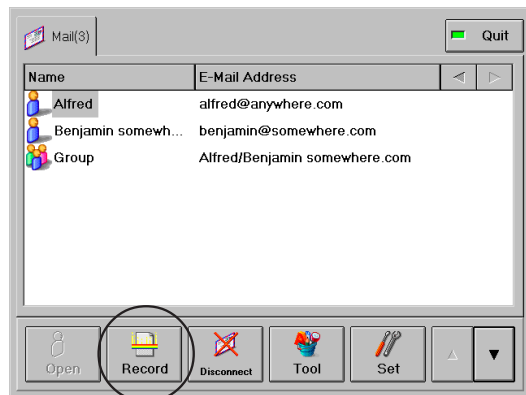 Mail(3)
Quit
Name E-Mail Address
Alfred alfred@anywhere.com
Benjamin somewh... benjamin@somewhere.com
Group Alfred/Benjamin somewhere.com
Open Record Disconnect Tool Set